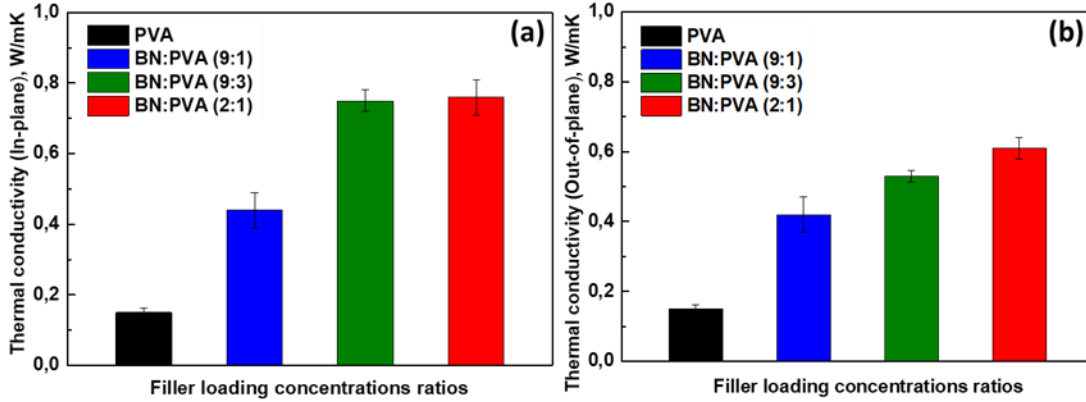 Thermal conductivity (In-plane), W/mK
1,0
0,8
0,6
0,4
0,2
0,0
PVA
BN:PVA (9:1)
BN:PVA (9:3)
BN:PVA (2:1)
(a)
Filler loading concentrations ratios
Thermal conductivity (Out-of-plane), W/mK
1,0
0,8
0,6
0,4
0,2
0,0
PVA
BN:PVA (9:1)
BN:PVA (9:3)
BN:PVA (2:1)
(b)
Filler loading concentrations ratios